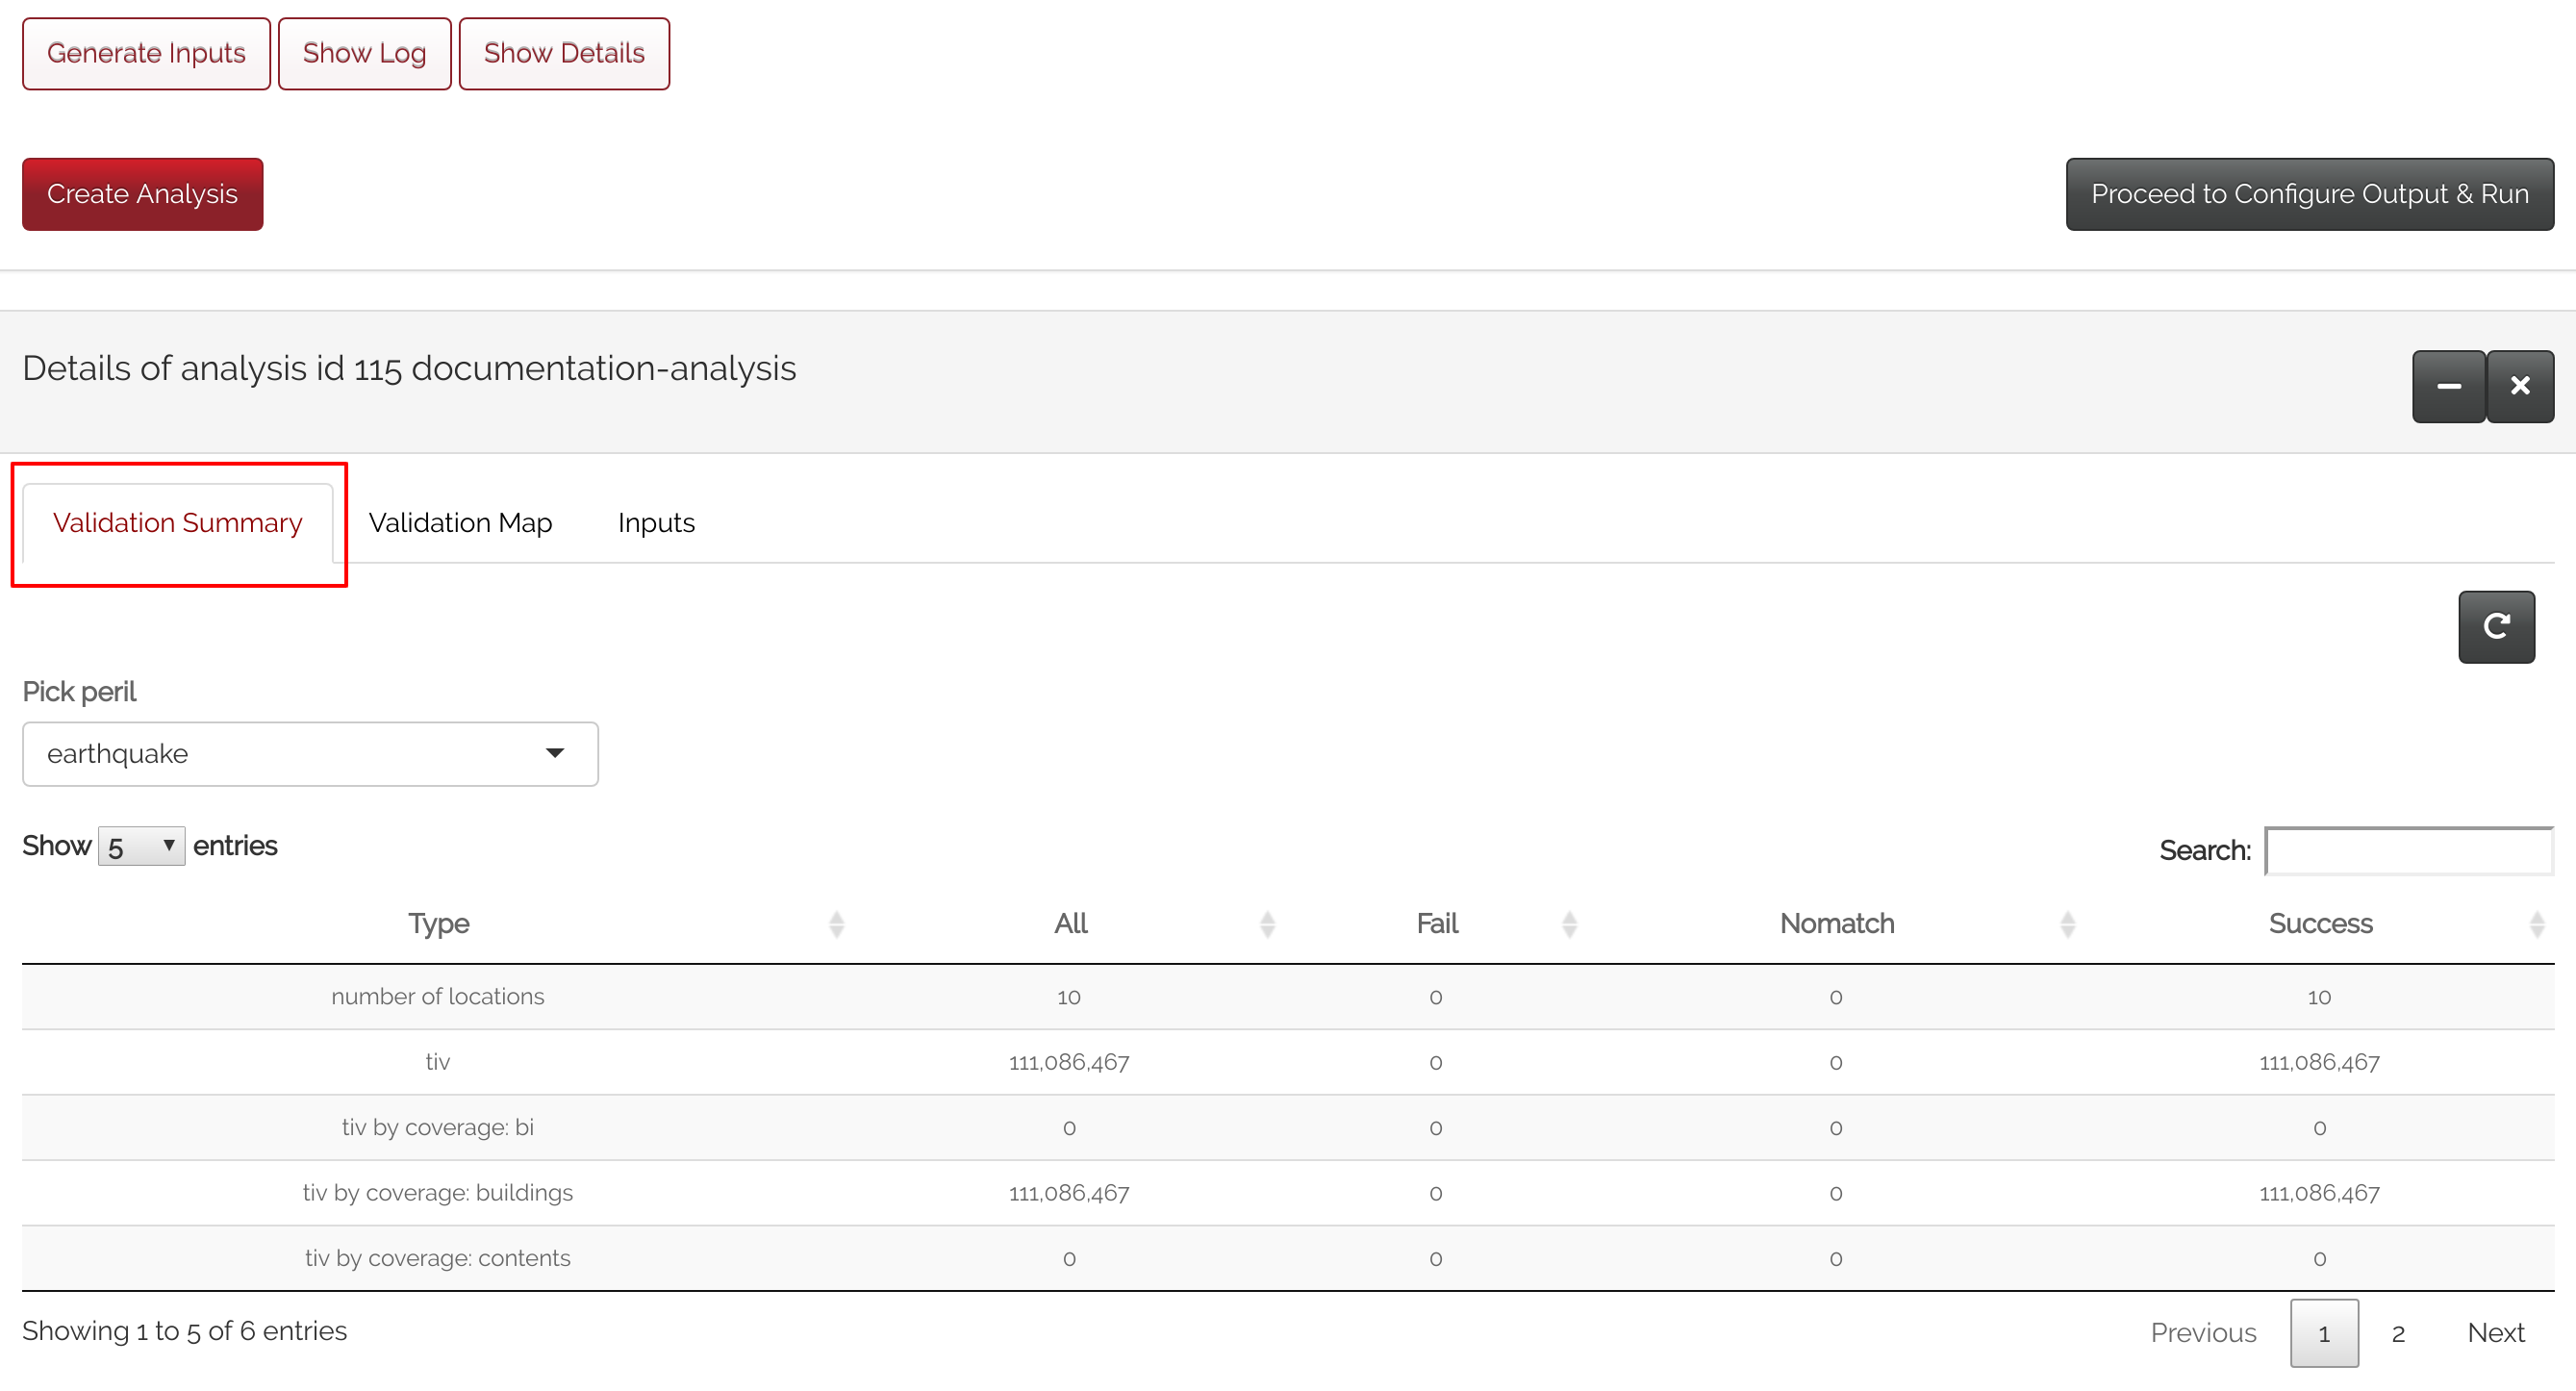 Generate Inputs Show Log Show Details
Create Analysis Proceed to Configure Output & Run
Details of analysis id 115 documentation-analysis
Validation Summary Validation Map Inputs
Pick peril
earthquake
Show 5 entries Search:
Type All Fail Nomatch Success
number of locations 10 0 0 10
tiv 111,086,467 0 0 111,086,467
tiv by coverage: bi 0 0 0 0
tiv by coverage: buildings 111,086,467 0 0 111,086,467
tiv by coverage: contents 0 0 0 0
Showing 1 to 5 of 6 entries Previous 1 2 Next